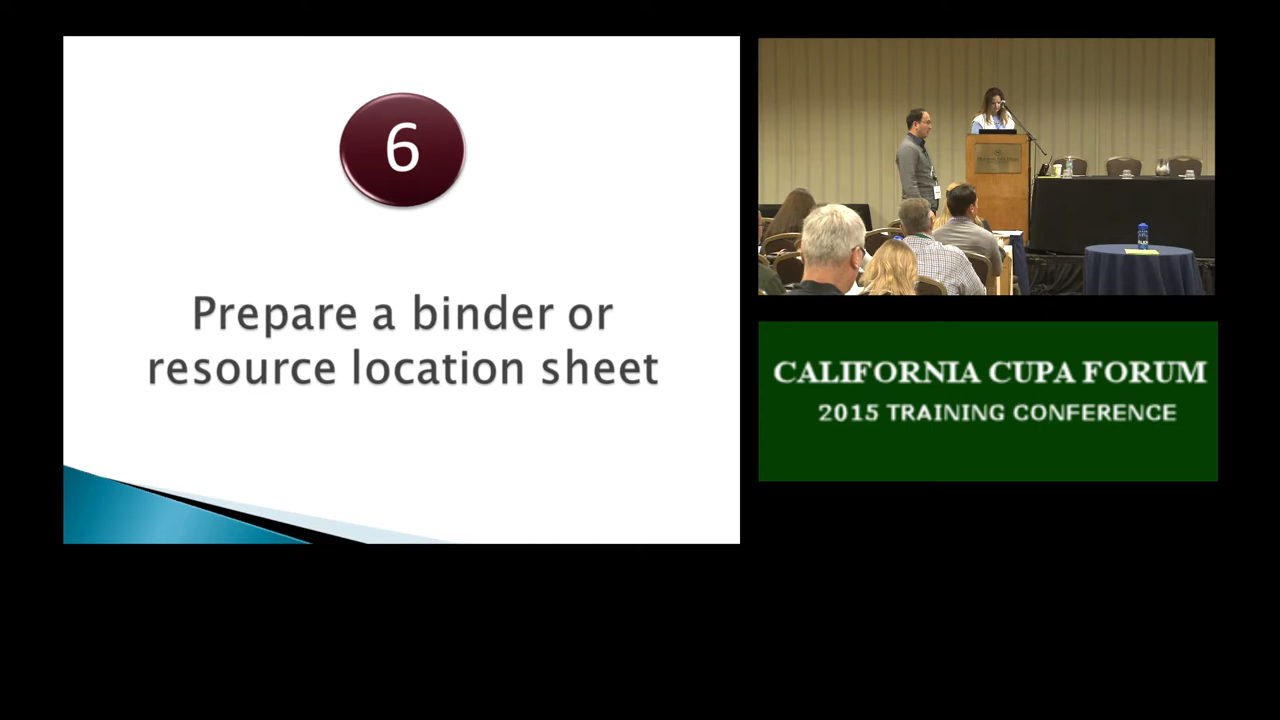 6
Prepare a binder or
resource location sheet
CALIFORNIA CUPA FORUM
2015 TRAINING CONFERENCE